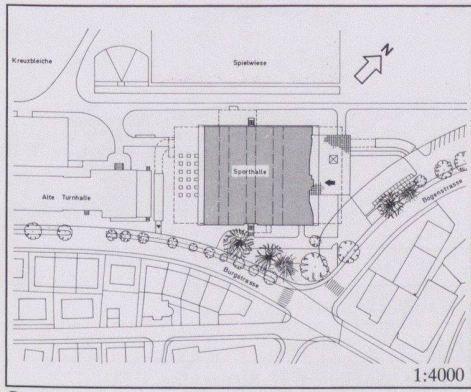 Kreuzbleiche
Spielwiese
N
Sporthalle
Alte Turnhalle
Bogenstrasse
Burgstrasse
1:4000